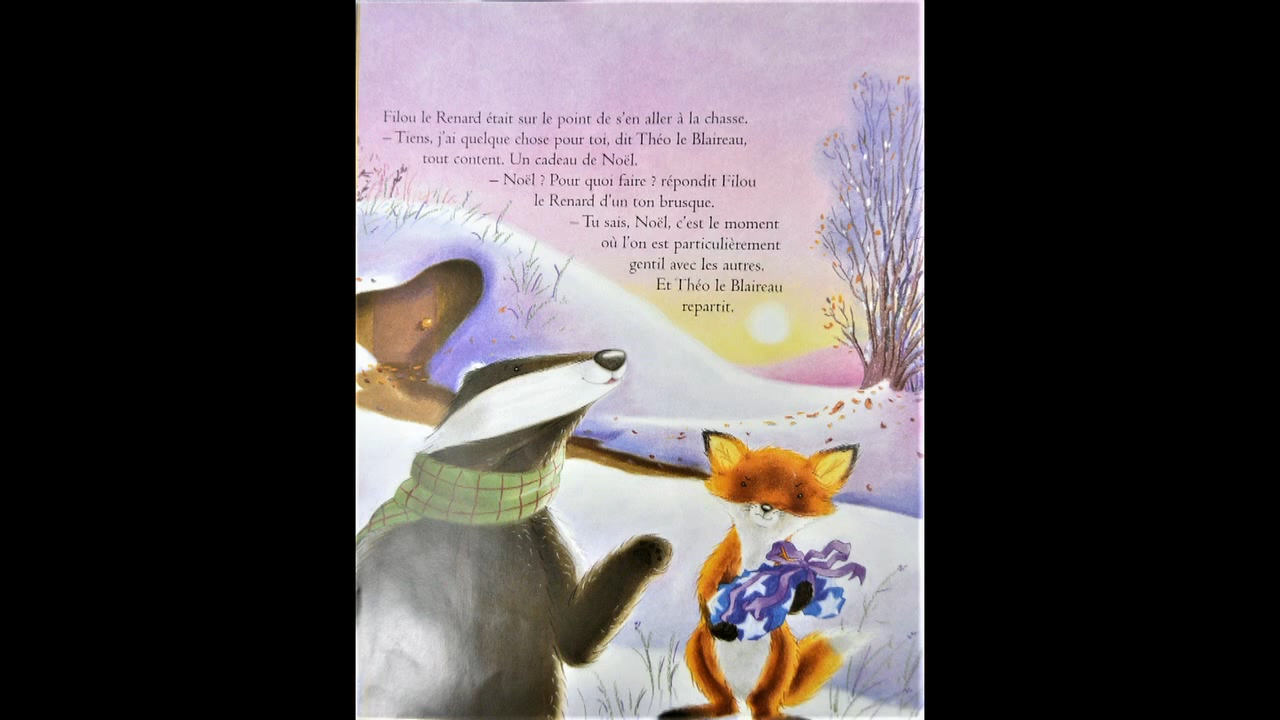 Filou le Renard était sur le point de s'en aller à la chasse.
– Tiens, j'ai quelque chose pour toi, dit Théo le Blaireau,
tout content. Un cadeau de Noël.
– Noël ? Pour quoi faire ? répondit Filou
le Renard d'un ton brusque.
– Tu sais, Noël, c'est le moment
où l'on est particulièrement
gentil avec les autres.
Et Théo le Blaireau
repartit.